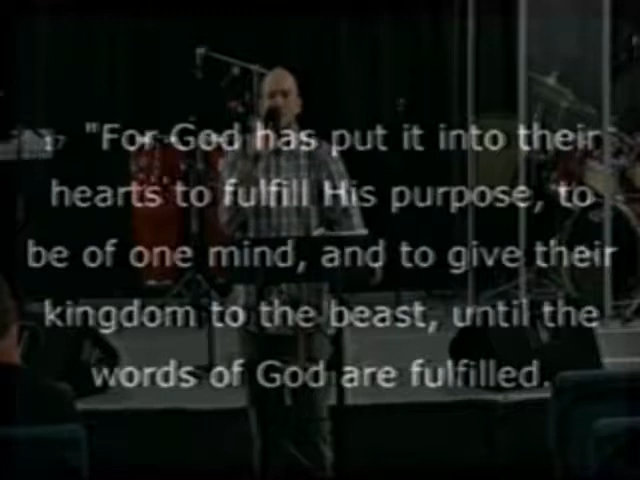 17 "For God has put it into their
hearts to fulfill His purpose, to
be of one mind, and to give their
kingdom to the beast, until the
words of God are fulfilled.